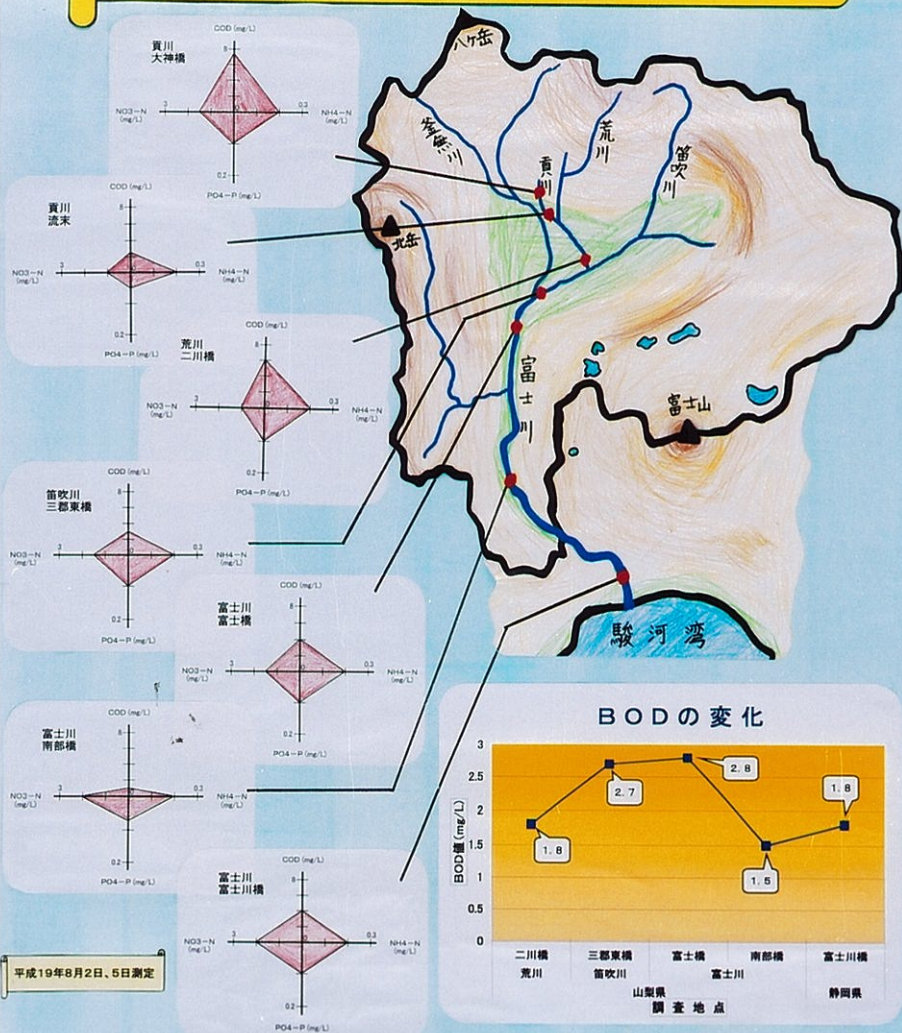 COD (mg/L)
貢川
大神橋
8
NO3-N
(mg/L)
3
0
0.3
NH4-N
(mg/L)
0.2
PO4-P (mg/L)
COD (mg/L)
貢川
流末
8
NO3-N
(mg/L)
3
0
0.3
NH4-N
(mg/L)
0.2
PO4-P (mg/L)
COD (mg/L)
荒川
二川橋
8
NO3-N
(mg/L)
3
0
0.3
NH4-N
(mg/L)
0.2
PO4-P (mg/L)
COD (mg/L)
笛吹川
三郡東橋
8
NO3-N
(mg/L)
3
0
0.3
NH4-N
(mg/L)
0.2
PO4-P (mg/L)
COD (mg/L)
富士川
富士橋
8
NO3-N
(mg/L)
3
0
0.3
NH4-N
(mg/L)
0.2
PO4-P (mg/L)
COD (mg/L)
富士川
南部橋
8
NO3-N
(mg/L)
3
0
0.3
NH4-N
(mg/L)
0.2
PO4-P (mg/L)
COD (mg/L)
富士川
富士川橋
8
NO3-N
(mg/L)
3
0
0.3
NH4-N
(mg/L)
0.2
PO4-P (mg/L)
平成19年8月2日、5日測定
八ヶ岳
釜無川
貢川
荒川
笛吹川
北岳
富士川
富士山
駿河湾
BODの変化
BOD値(mg/L)
3
2.5
2
1.5
1
0.5
0
1.8
2.7
2.8
1.5
1.8
二川橋 三郡東橋 富士橋 南部橋 富士川橋
荒川 笛吹川 富士川
山梨県 静岡県
調査地点